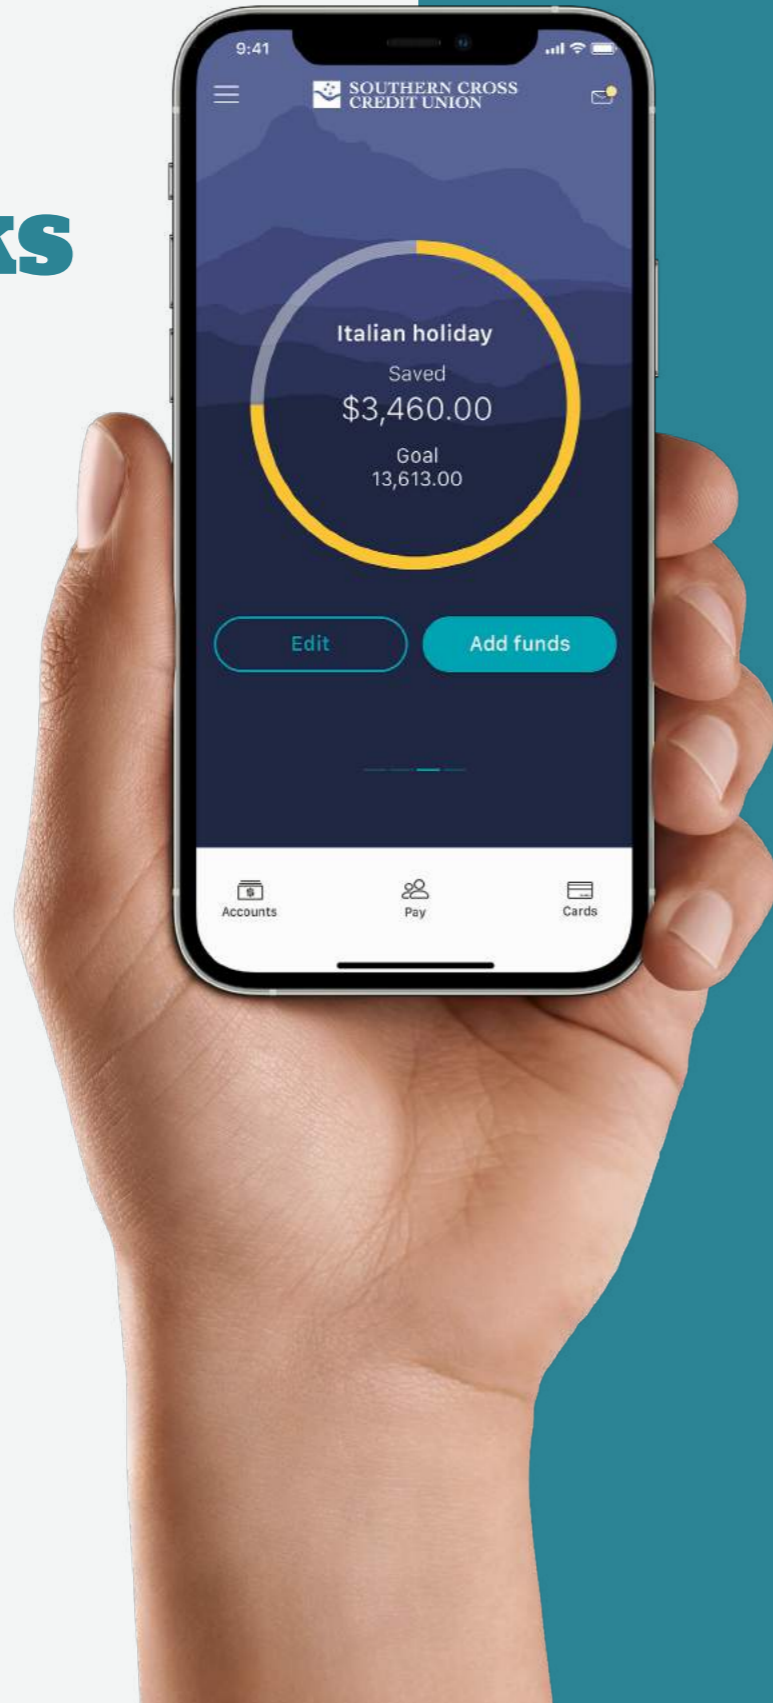 ks
9:41
SOUTHERN CROSS
CREDIT UNION
Italian holiday
Saved
$3,460.00
Goal
13,613.00
Edit
Add funds
Accounts
Pay
Cards